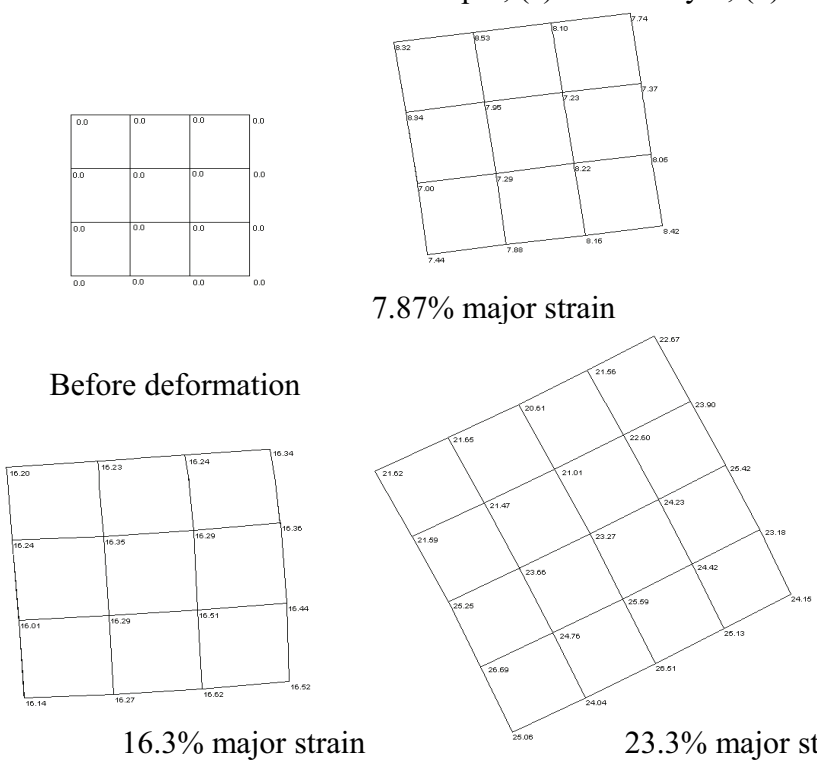 0.0 0.0 0.0 0.0
0.0 0.0 0.0 0.0
0.0 0.0 0.0 0.0
0.0 0.0 0.0 0.0
Before deformation
8.32 8.53 8.10 7.74
8.34 7.95 7.23 7.37
7.00 7.29 8.22 8.06
7.44 7.88 8.16 8.42
7.87% major strain
16.20 16.23 16.24 16.34
16.24 16.35 16.29 16.36
16.01 16.29 16.51 16.44
16.14 16.27 16.62 16.52
16.3% major strain
21.62 21.65 20.61 21.56 22.67
21.59 21.47 21.01 22.60 23.90
25.25 23.66 23.27 24.23 25.42
26.69 24.76 25.59 24.42 23.18
25.06 24.04 26.51 25.13 24.15
23.3% major st